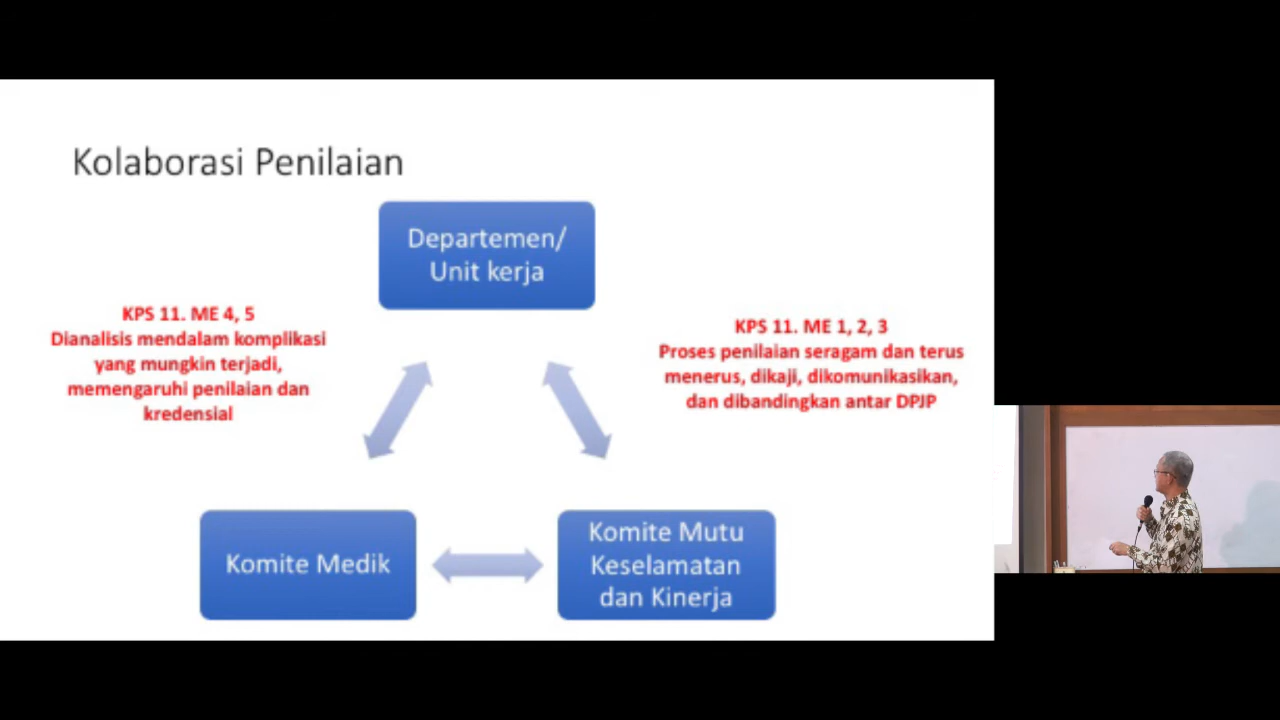 Kolaborasi Penilaian
Departemen/
Unit kerja
KPS 11. ME 4, 5
Dianalisis mendalam komplikasi
yang mungkin terjadi,
memengaruhi penilaian dan
kredensial
KPS 11. ME 1, 2, 3
Proses penilaian seragam dan terus
menerus, dikaji, dikomunikasikan,
dan dibandingkan antar DPJP
Komite Medik
Komite Mutu
Keselamatan
dan Kinerja